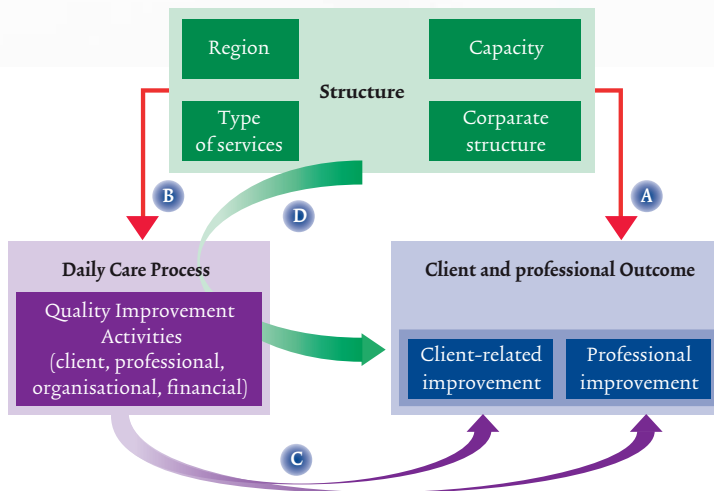 Region
Capacity
Structure
Type
of services
Corparate
structure
B
D
A
Daily Care Process
Client and professional Outcome
Quality Improvement
Activities
(client, professional,
organisational, financial)
Client-related
improvement
Professional
improvement
C